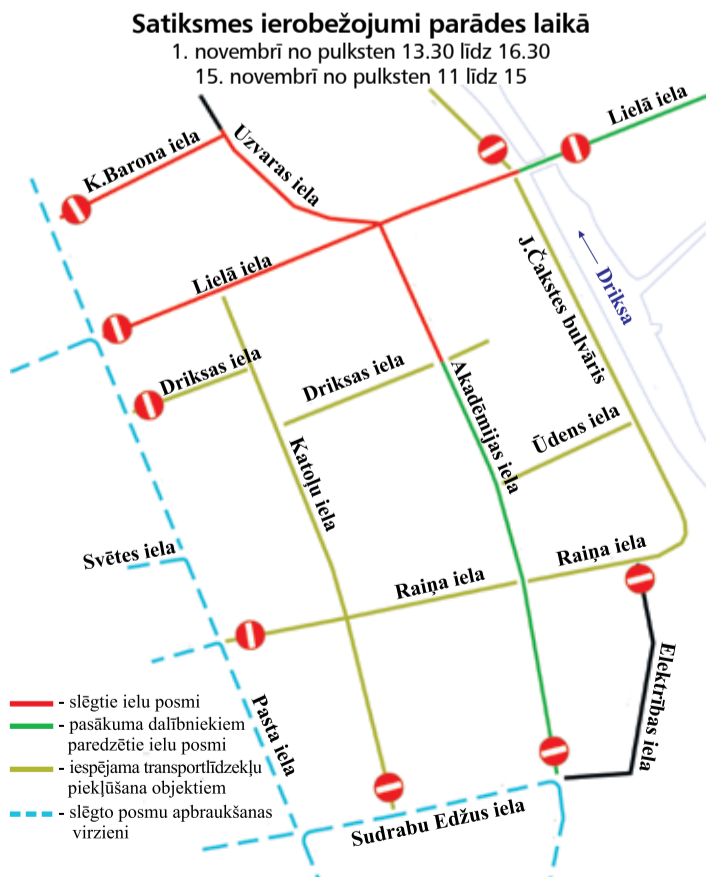 Satiksmes ierobežojumi parādes laikā
1. novembrī no pulksten 13.30 līdz 16.30
15. novembrī no pulksten 11 līdz 15
Lielā iela
K.Barona iela
Uzvaras iela
J.Čakstes bulvāris
Driksa
Lielā iela
Driksas iela
Driksas iela
Akadēmijas iela
Ūdens iela
Katoļu iela
Svētes iela
Raiņa iela
Raiņa iela
Elektrības iela
Pasta iela
Sudrabu Edžus iela
- slēgtie ielu posmi
- pasākuma dalībniekiem
paredzētie ielu posmi
- iespējama transportlīdzekļu
piekļūšana objektiem
- slēgto posmu apbraukšanas
virzieni